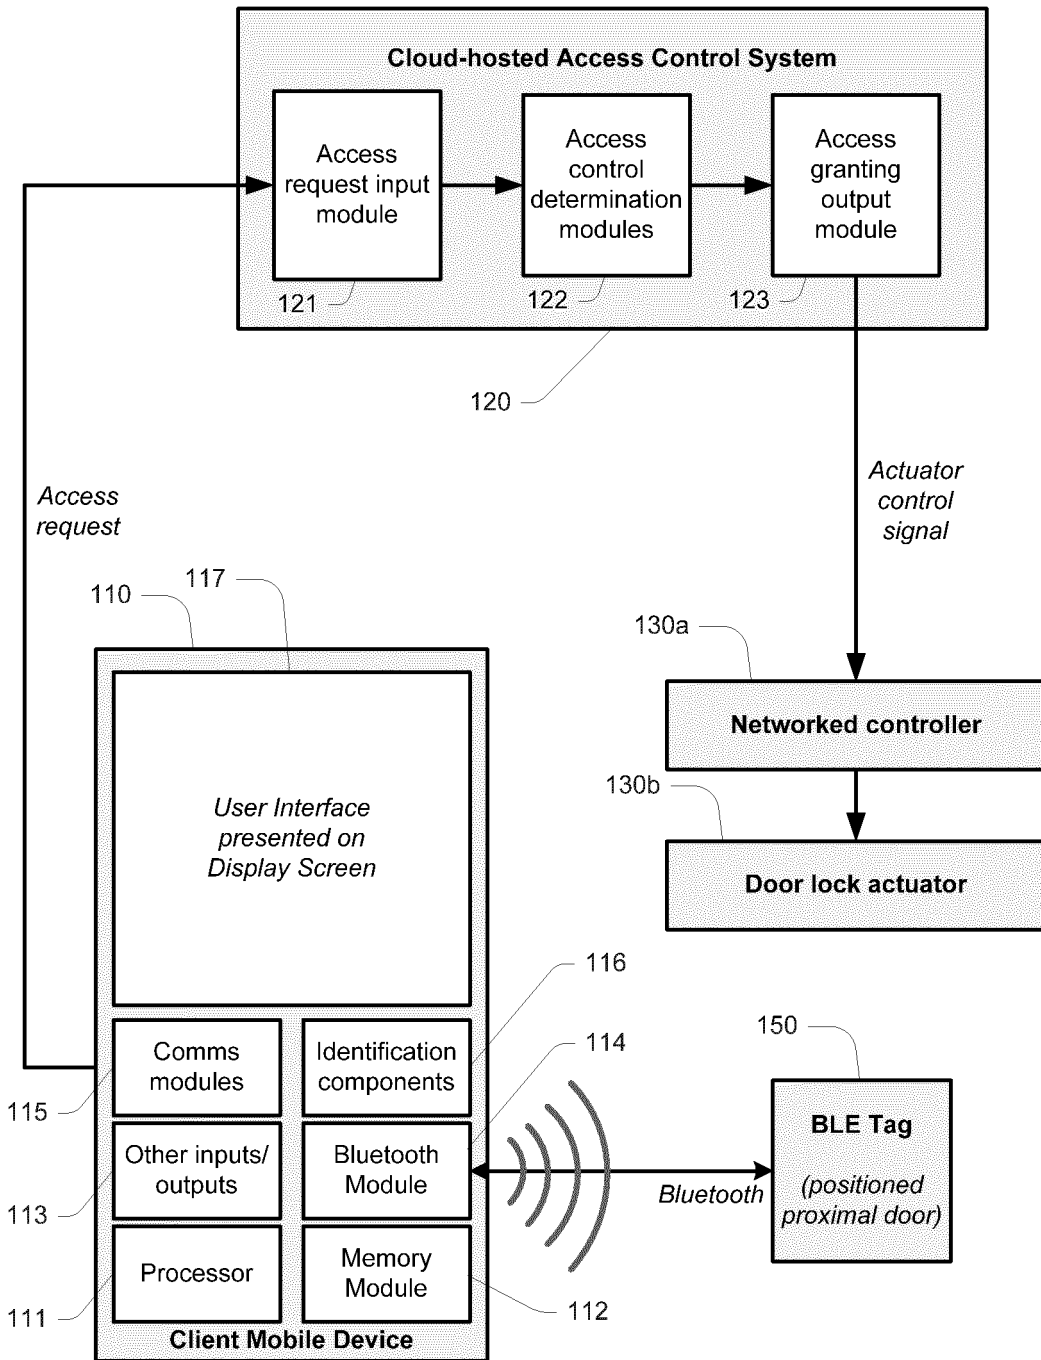 Cloud-hosted Access Control System
Access
request input
module
Access
control
determination
modules
Access
granting
output
module
121
122
123
120
Access
request
Actuator
control
signal
117
110
130a
Networked controller
130b
Door lock actuator
User Interface
presented on
Display Screen
116
114
150
Comms
modules
Identification
components
115
Other inputs/
outputs
Bluetooth
Module
113
Bluetooth
BLE Tag
(positioned
proximal door)
Processor
Memory
Module
111
112
Client Mobile Device